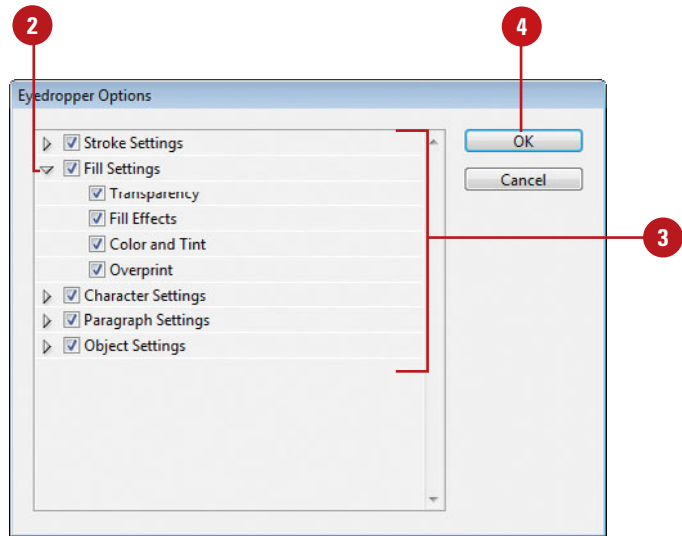 2
4
Eyedropper Options
Stroke Settings
OK
Fill Settings
Cancel
Transparency
Fill Effects
Color and Tint
3
Overprint
Character Settings
Paragraph Settings
Object Settings